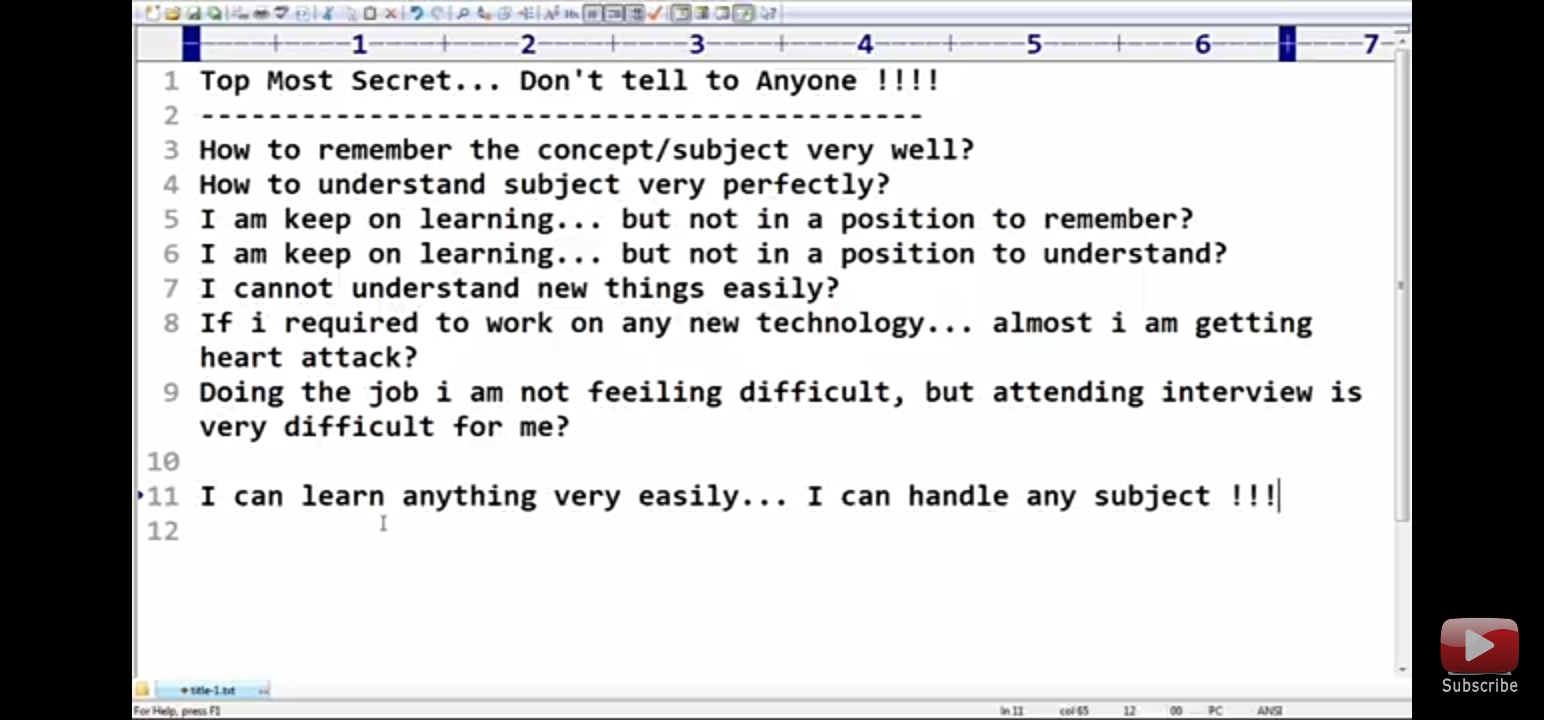 1 2 3 4 5 6 7
1 Top Most Secret... Don't tell to Anyone !!!!
2 -------------------------------------------
3 How to remember the concept/subject very well?
4 How to understand subject very perfectly?
5 I am keep on learning... but not in a position to remember?
6 I am keep on learning... but not in a position to understand?
7 I cannot understand new things easily?
8 If i required to work on any new technology... almost i am getting
heart attack?
9 Doing the job i am not feeiling difficult, but attending interview is
very difficult for me?
10
11 I can learn anything very easily... I can handle any subject !!!
12
Subscribe
title-1.txt
For Help, press F1 ln 11 col 65 12 00 PC ANSI